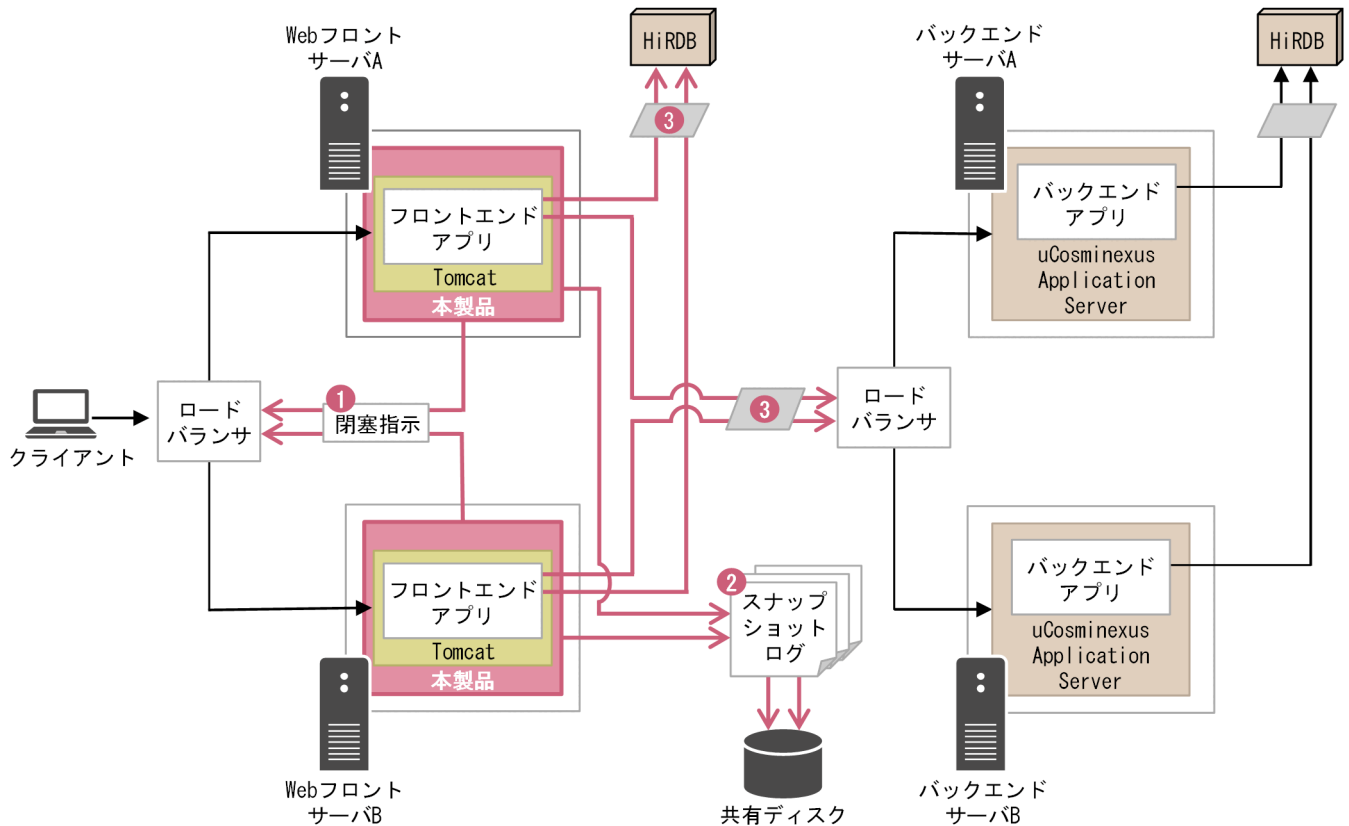 Webフロント
サーバA
HiRDB
バックエンド
サーバA
HiRDB
3
フロントエンド
アプリ
Tomcat
本製品
バックエンド
アプリ
uCosminexus
Application
Server
クライアント
ロード
バランサ
1
閉塞指示
3
ロード
バランサ
フロントエンド
アプリ
Tomcat
本製品
2
スナップ
ショット
ログ
バックエンド
アプリ
uCosminexus
Application
Server
Webフロント
サーバB
共有ディスク
バックエンド
サーバB